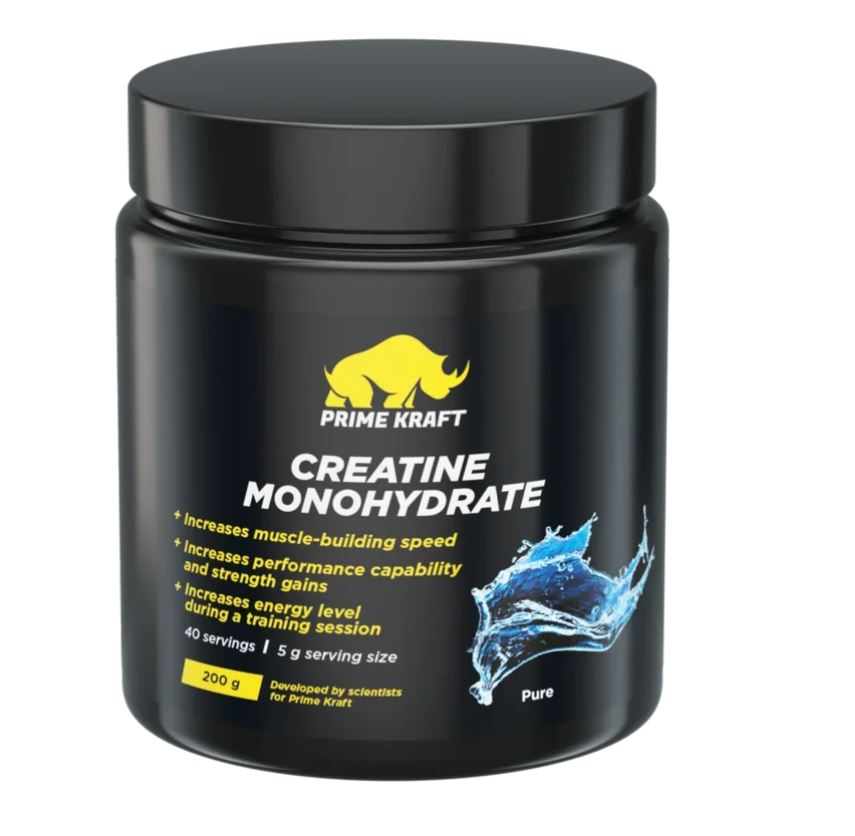 PRIME KRAFT
CREATINE
MONOHYDRATE
+ Increases muscle-building speed
+ Increases performance capability
and strength gains
+ Increases energy level
during a training session
40 servings | 5 g serving size
200 g
Developed by scientists
for Prime Kraft
Pure